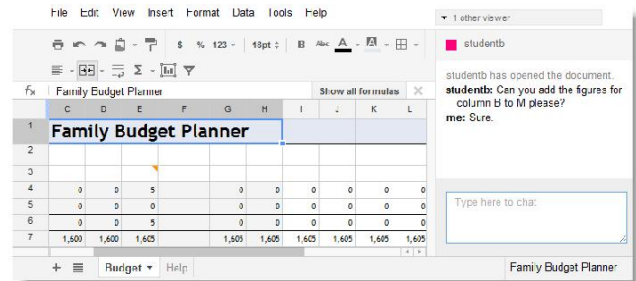 File Edit View Insert Format Data Tools Help
1 other viewer
$ % 123 - 18pt B Abc A
studentb
fx Family Budget Planner Show all formulas
studentb has opened the document.
studentb: Can you add the figures for
column B to M please?
me: Sure.
C D E F G H I J K L
1 Family Budget Planner
2
3
4 0 0 5 0 0 0 0 0 0
5 0 0 0 0 0 0 0 0 0
6 0 0 5 0 0 0 0 0 0
7 1,600 1,600 1,605 1,605 1,605 1,605 1,605 1,605 1,605
Type here to chat
Budget Help
Family Budget Planner